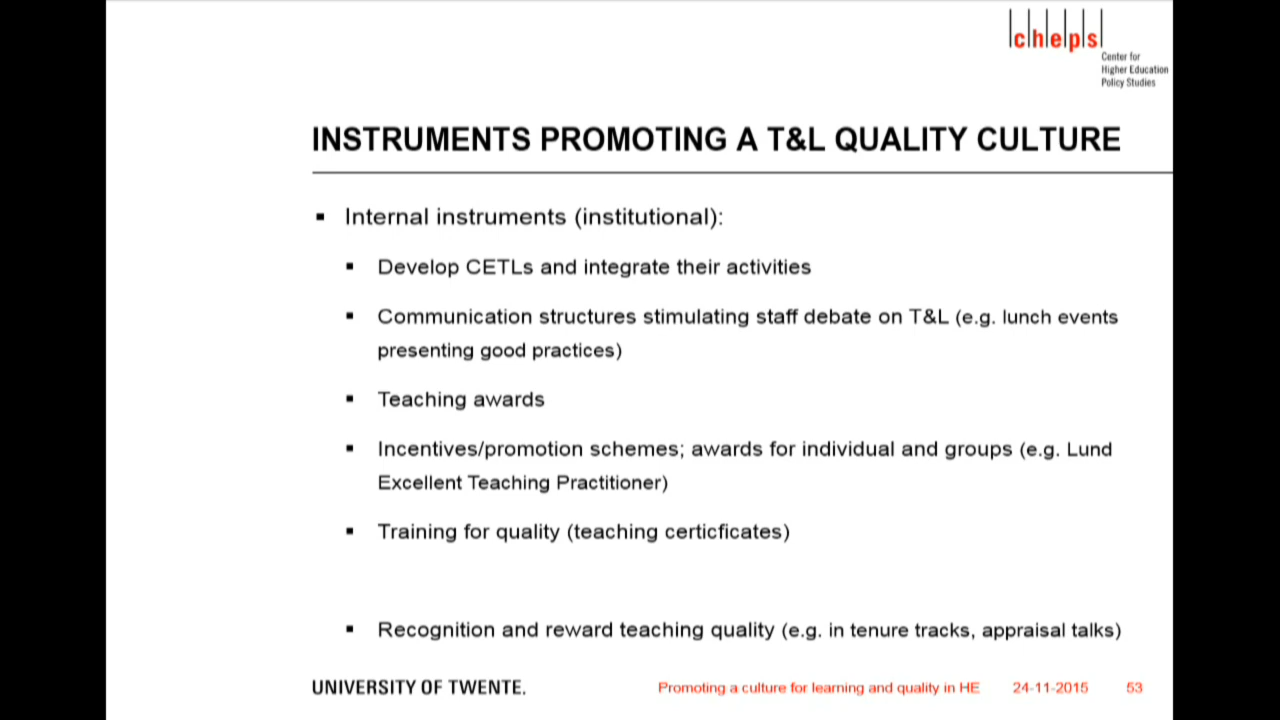 c|h|e|p|s|
Center for
Higher Education
Policy Studies
INSTRUMENTS PROMOTING A T&L QUALITY CULTURE
▪ Internal instruments (institutional):
▪ Develop CETLs and integrate their activities
▪ Communication structures stimulating staff debate on T&L (e.g. lunch events
presenting good practices)
▪ Teaching awards
▪ Incentives/promotion schemes; awards for individual and groups (e.g. Lund
Excellent Teaching Practitioner)
▪ Training for quality (teaching certicficates)
▪ Recognition and reward teaching quality (e.g. in tenure tracks, appraisal talks)
UNIVERSITY OF TWENTE. Promoting a culture for learning and quality in HE 24-11-2015 53